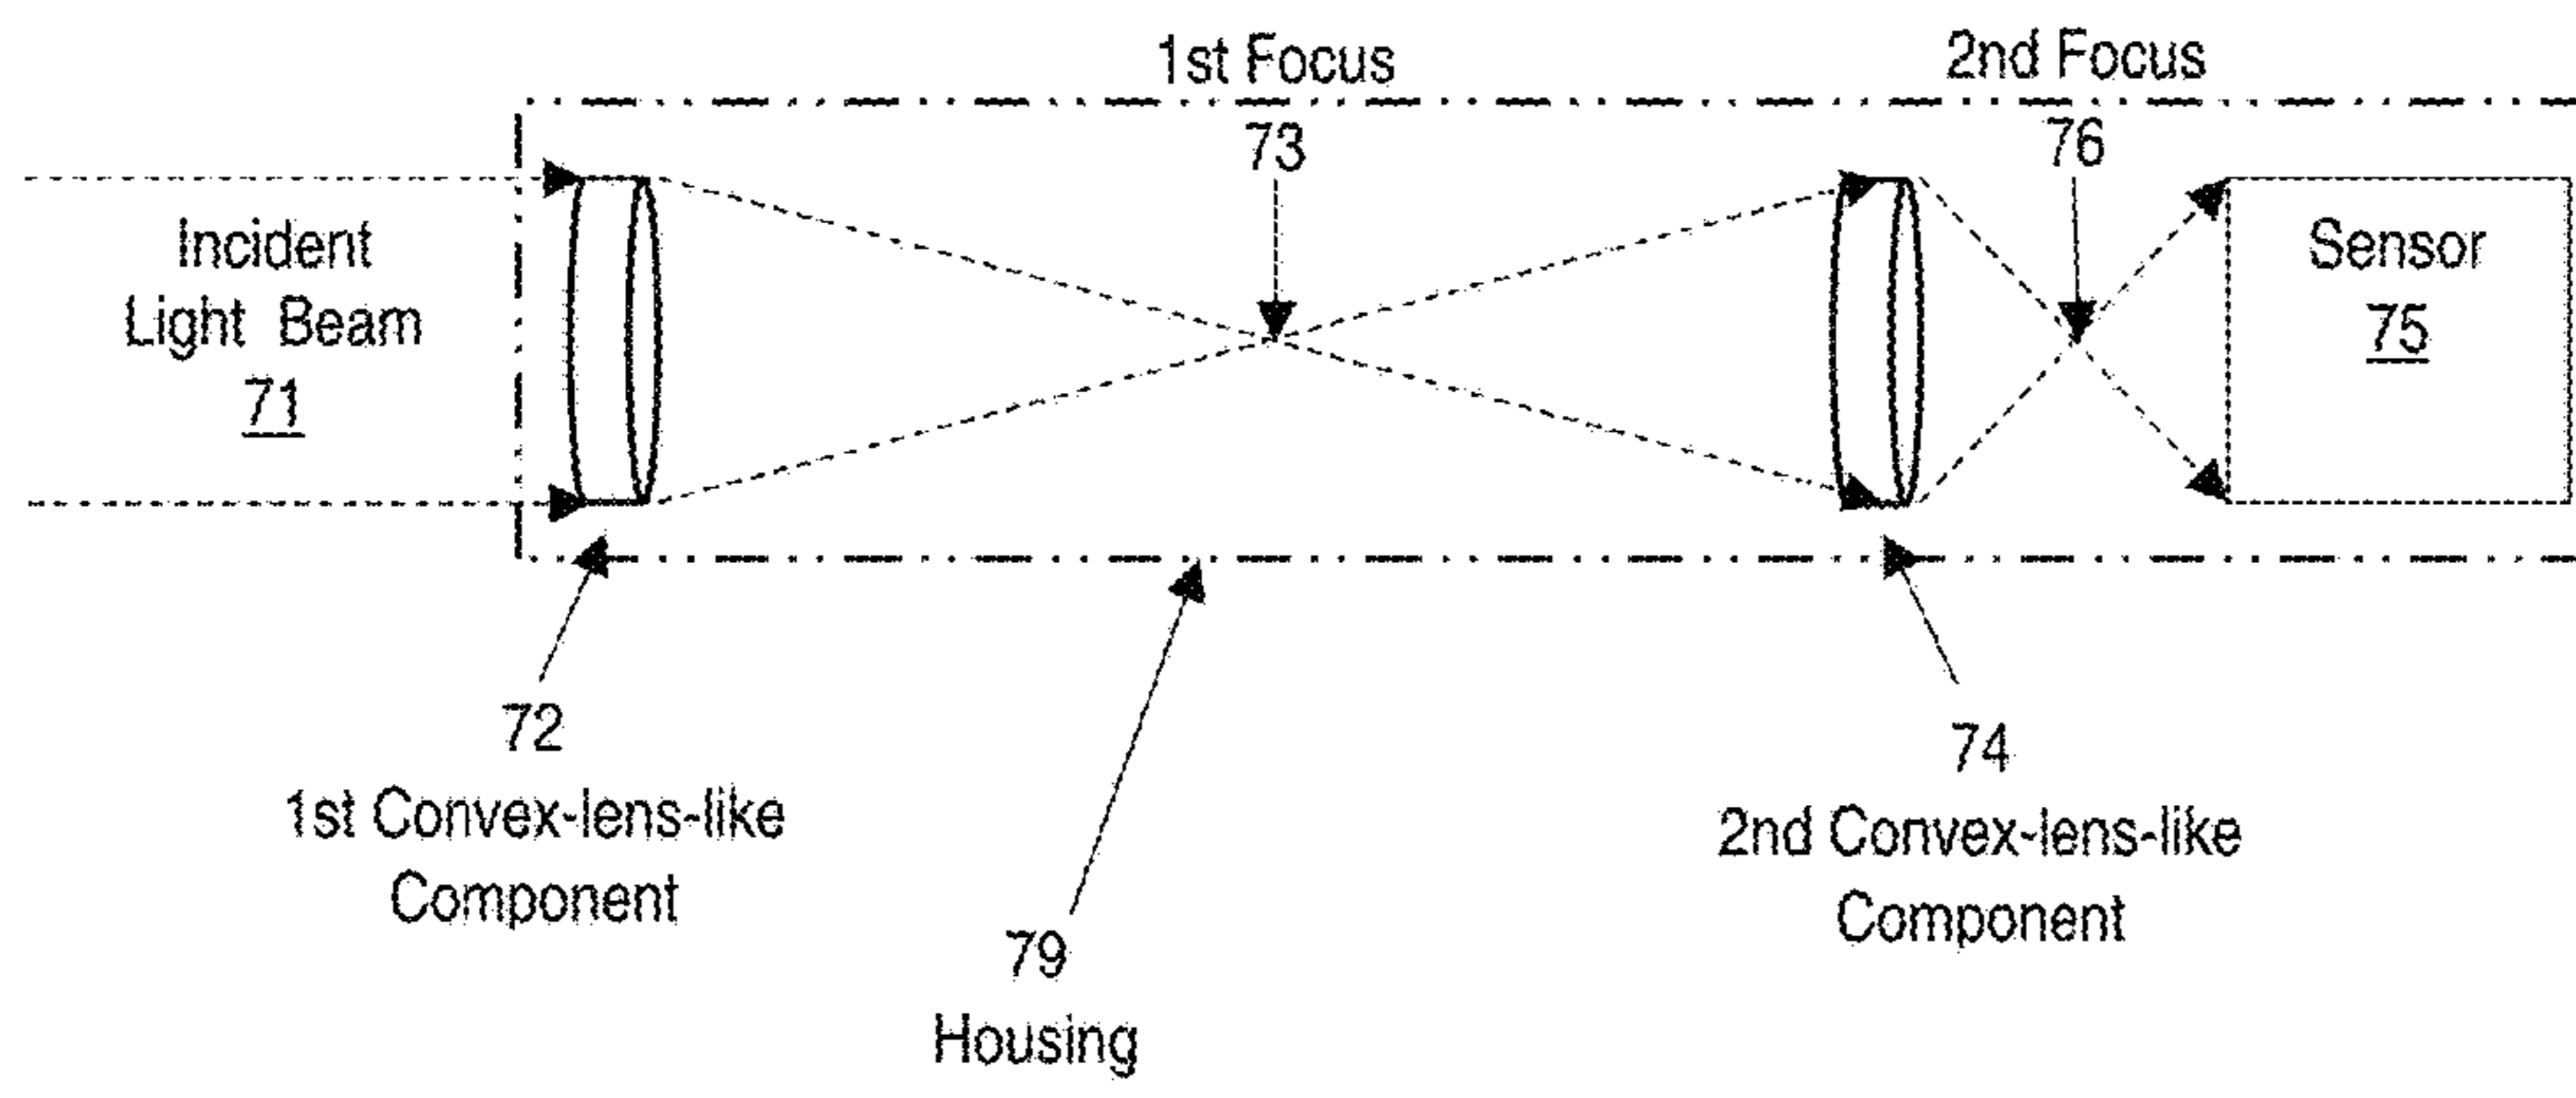 1st Focus
2nd Focus
73
76
Incident
Light Beam
71
Sensor
75
72
1st Convex-lens-like
Component
74
2nd Convex-lens-like
Component
79
Housing